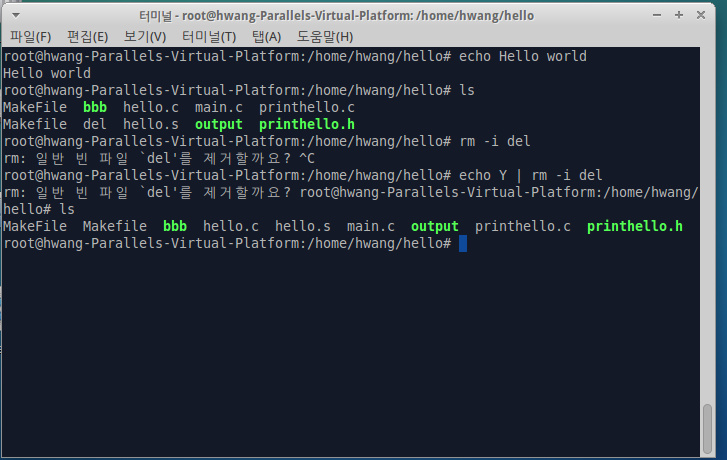 터미널 - root@hwang-Parallels-Virtual-Platform: /home/hwang/hello
파일(F) 편집(E) 보기(V) 터미널(T) 탭(A) 도움말(H)
root@hwang-Parallels-Virtual-Platform:/home/hwang/hello# echo Hello world
Hello world
root@hwang-Parallels-Virtual-Platform:/home/hwang/hello# ls
MakeFile  bbb  hello.c  main.c  printhello.c
Makefile  del  hello.s  output  printhello.h
root@hwang-Parallels-Virtual-Platform:/home/hwang/hello# rm -i del
rm: 일반 빈 파일 `del'를 제거할까요? ^C
root@hwang-Parallels-Virtual-Platform:/home/hwang/hello# echo Y | rm -i del
rm: 일반 빈 파일 `del'를 제거할까요? root@hwang-Parallels-Virtual-Platform:/home/hwang/
hello# ls
MakeFile  Makefile  bbb  hello.c  hello.s  main.c  output  printhello.c  printhello.h
root@hwang-Parallels-Virtual-Platform:/home/hwang/hello#